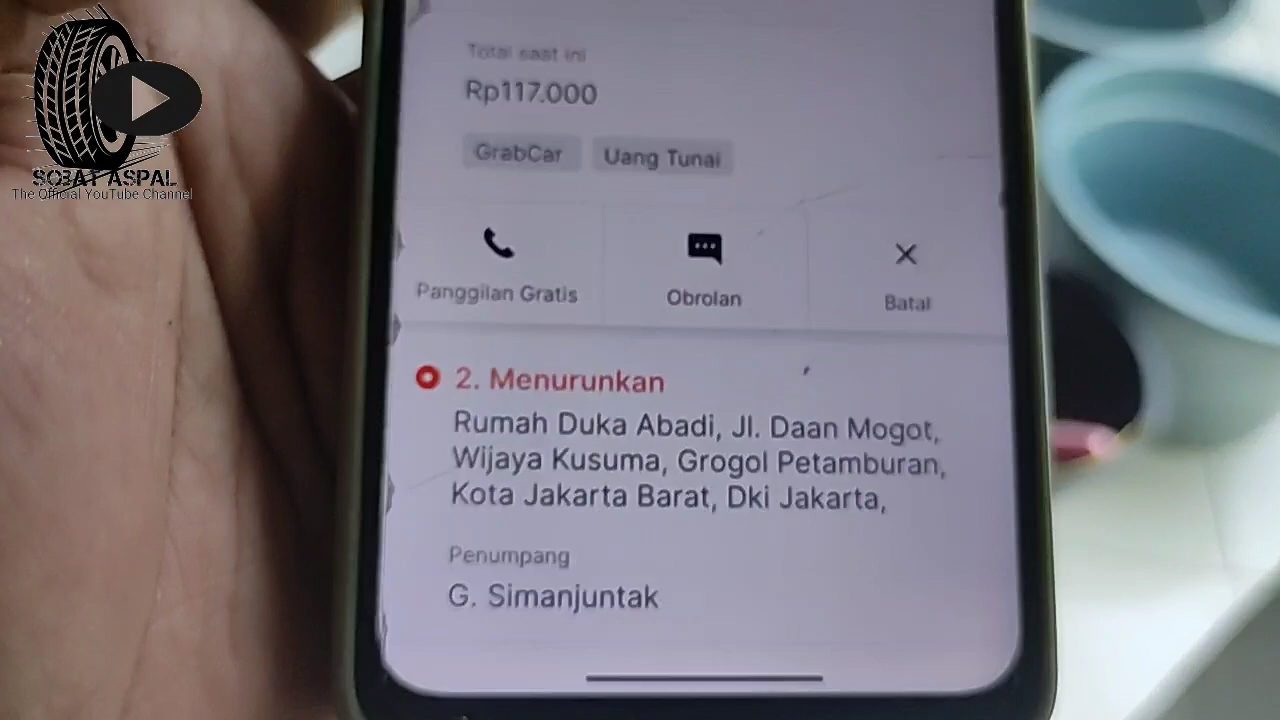 SOBAT ASPAL
The Official YouTube Channel
Total saat ini
Rp117.000
GrabCar
Uang Tunai
Panggilan Gratis
Obrolan
Batal
2. Menurunkan
Rumah Duka Abadi, Jl. Daan Mogot,
Wijaya Kusuma, Grogol Petamburan,
Kota Jakarta Barat, Dki Jakarta,
Penumpang
G. Simanjuntak